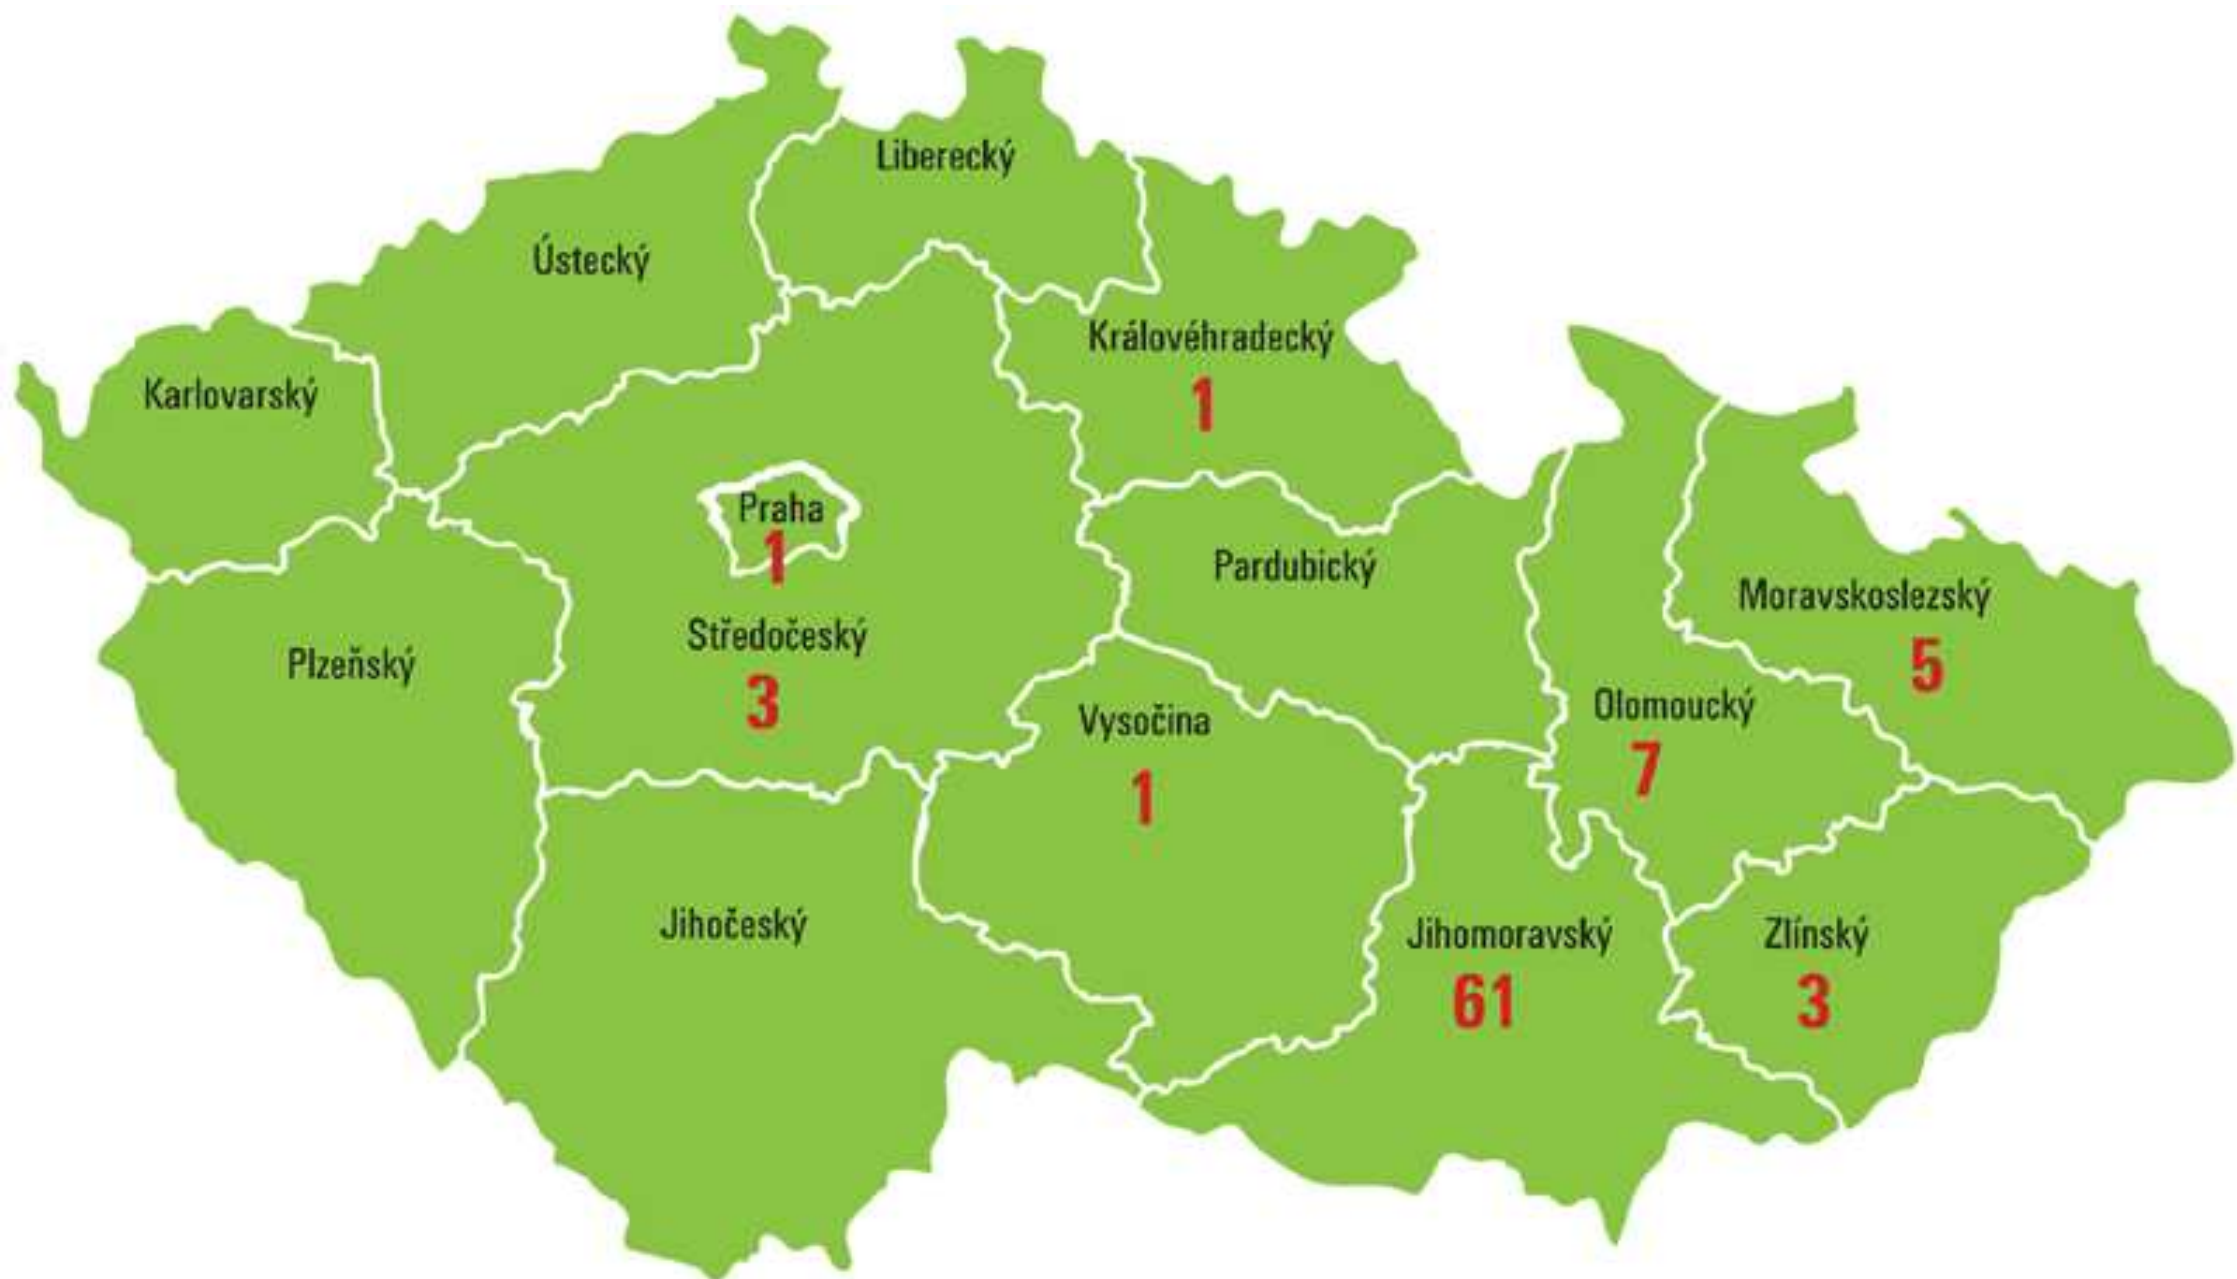 Liberecký
Ústecký
Královéhradecký
1
Karlovarský
Praha
1
Pardubický
Moravskoslezský
5
Středočeský
3
Plzeňský
Olomoucký
7
Vysočina
1
Jihočeský
Jihomoravský
61
Zlínský
3